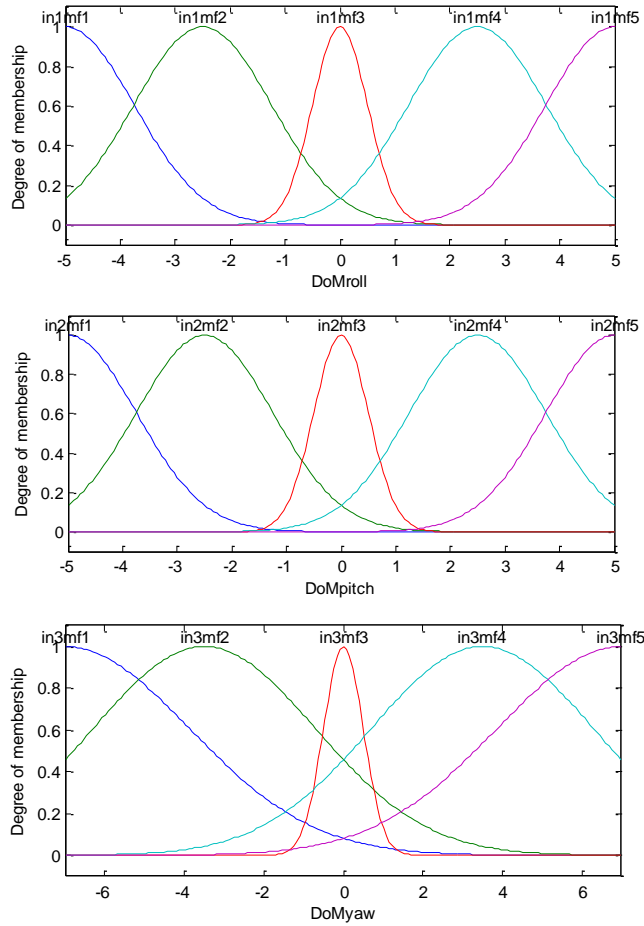 in1mf1 in1mf2 in1mf3 in1mf4 in1mf5
1
0.8
0.6
0.4
0.2
0
Degree of membership
-5 -4 -3 -2 -1 0 1 2 3 4 5
DoMroll
in2mf1 in2mf2 in2mf3 in2mf4 in2mf5
1
0.8
0.6
0.4
0.2
0
Degree of membership
-5 -4 -3 -2 -1 0 1 2 3 4 5
DoMpitch
in3mf1 in3mf2 in3mf3 in3mf4 in3mf5
1
0.8
0.6
0.4
0.2
0
Degree of membership
-6 -4 -2 0 2 4 6
DoMyaw